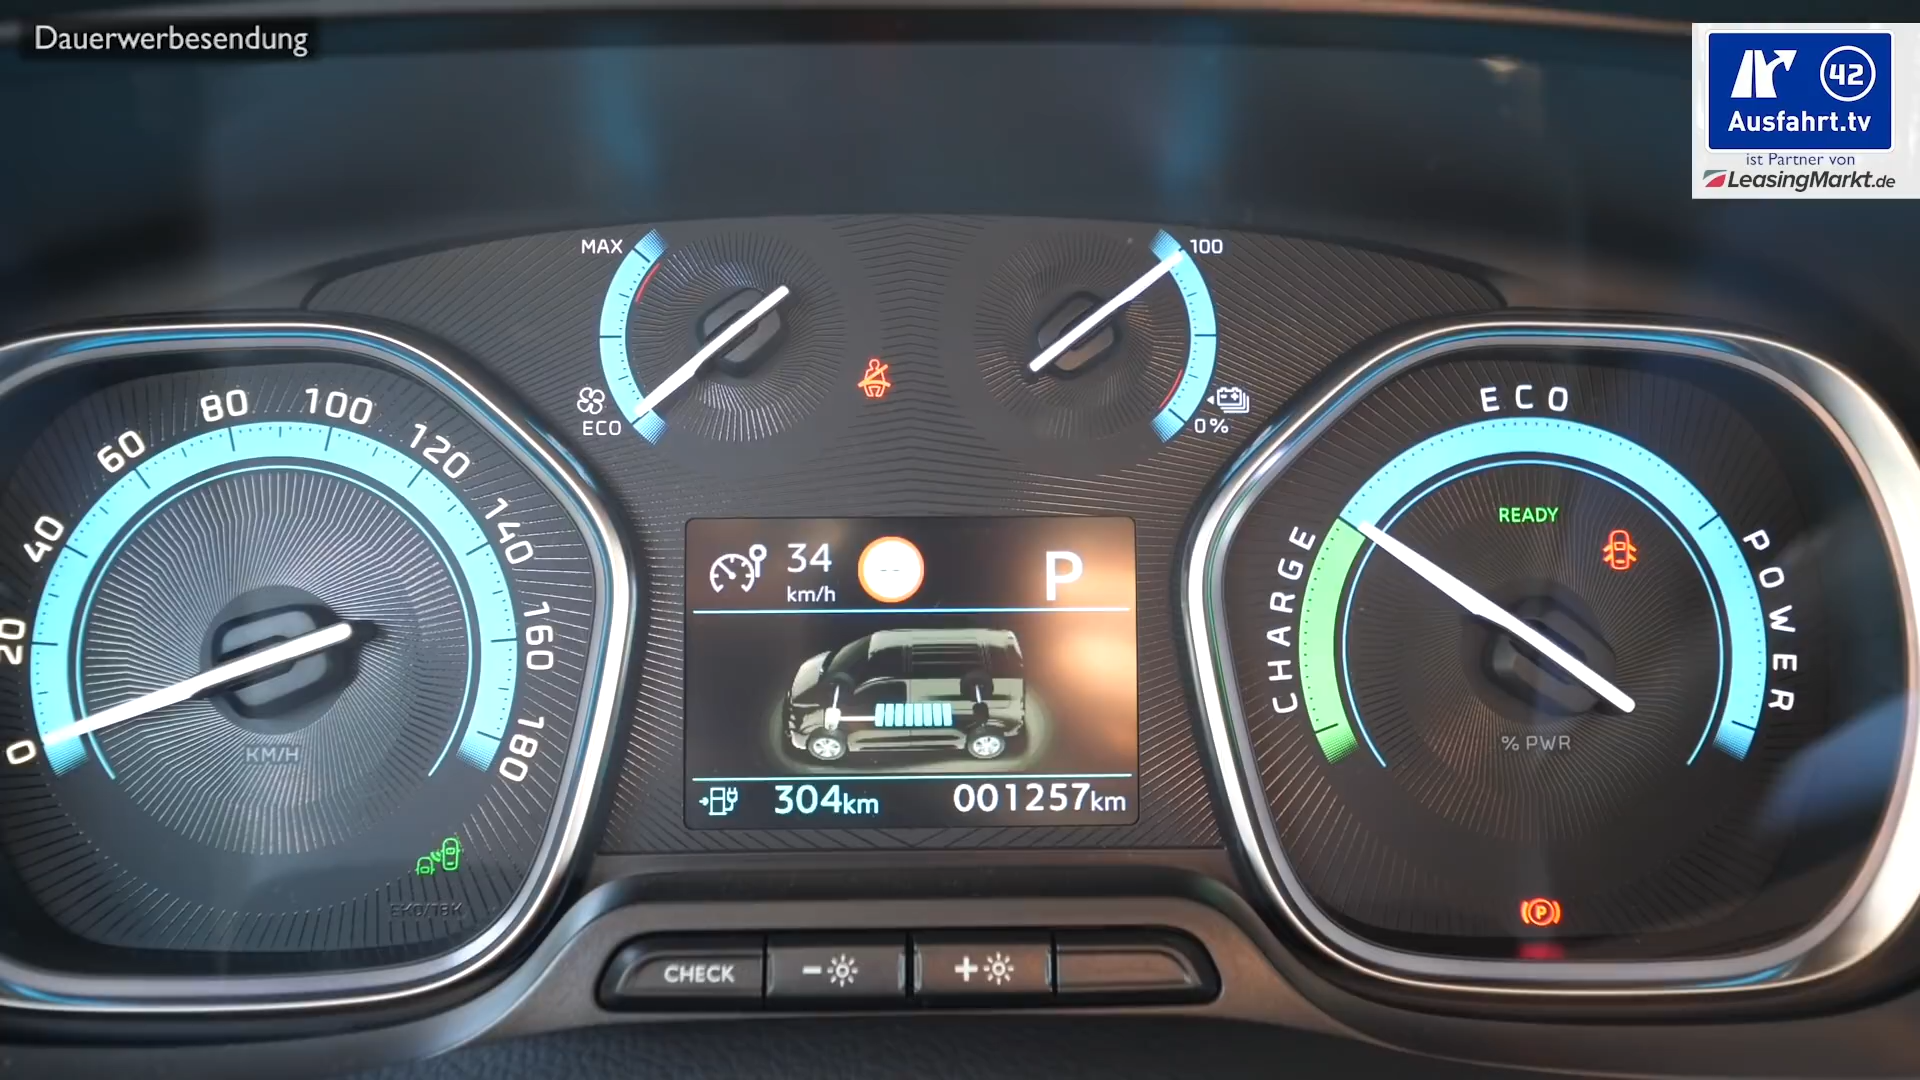 Dauerwerbesendung
42
Ausfahrt.tv
ist Partner von
LeasingMarkt.de
MAX
ECO
100
0%
0
20
40
60
80
100
120
140
160
180
KM/H
34
km/h
--
P
304km
001257km
CHARGE
ECO
POWER
READY
% PWR
P
CHECK
-
+